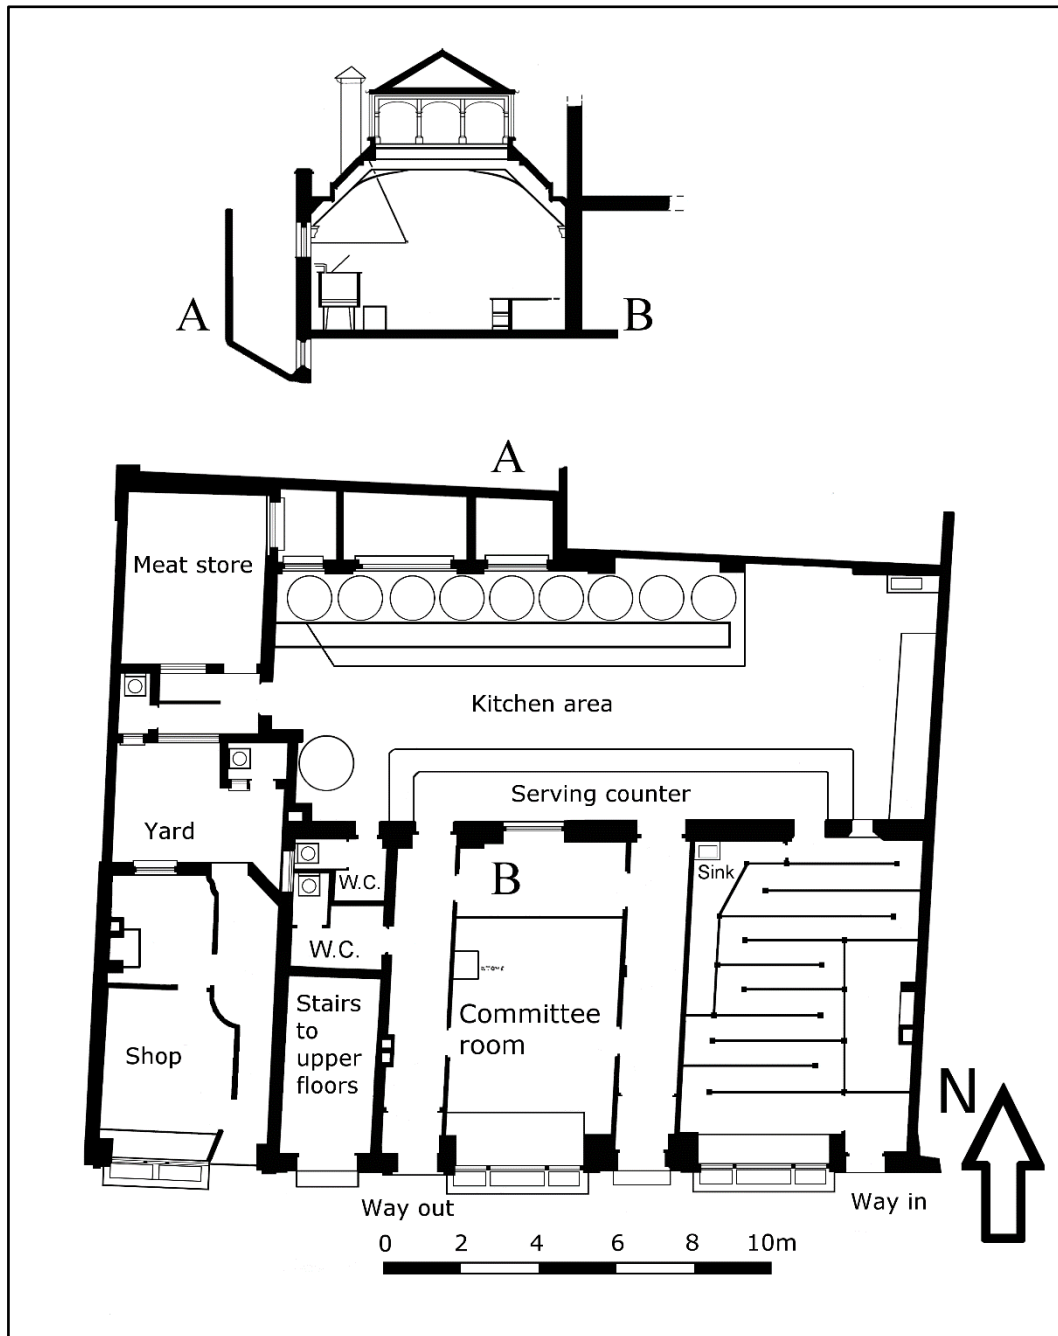 A
B
A
Meat store
Kitchen area
Serving counter
Yard
W.C.
B
Sink
W.C.
Stairs
to
upper
floors
Committee
room
Shop
N
Way out
Way in
0 2 4 6 8 10m